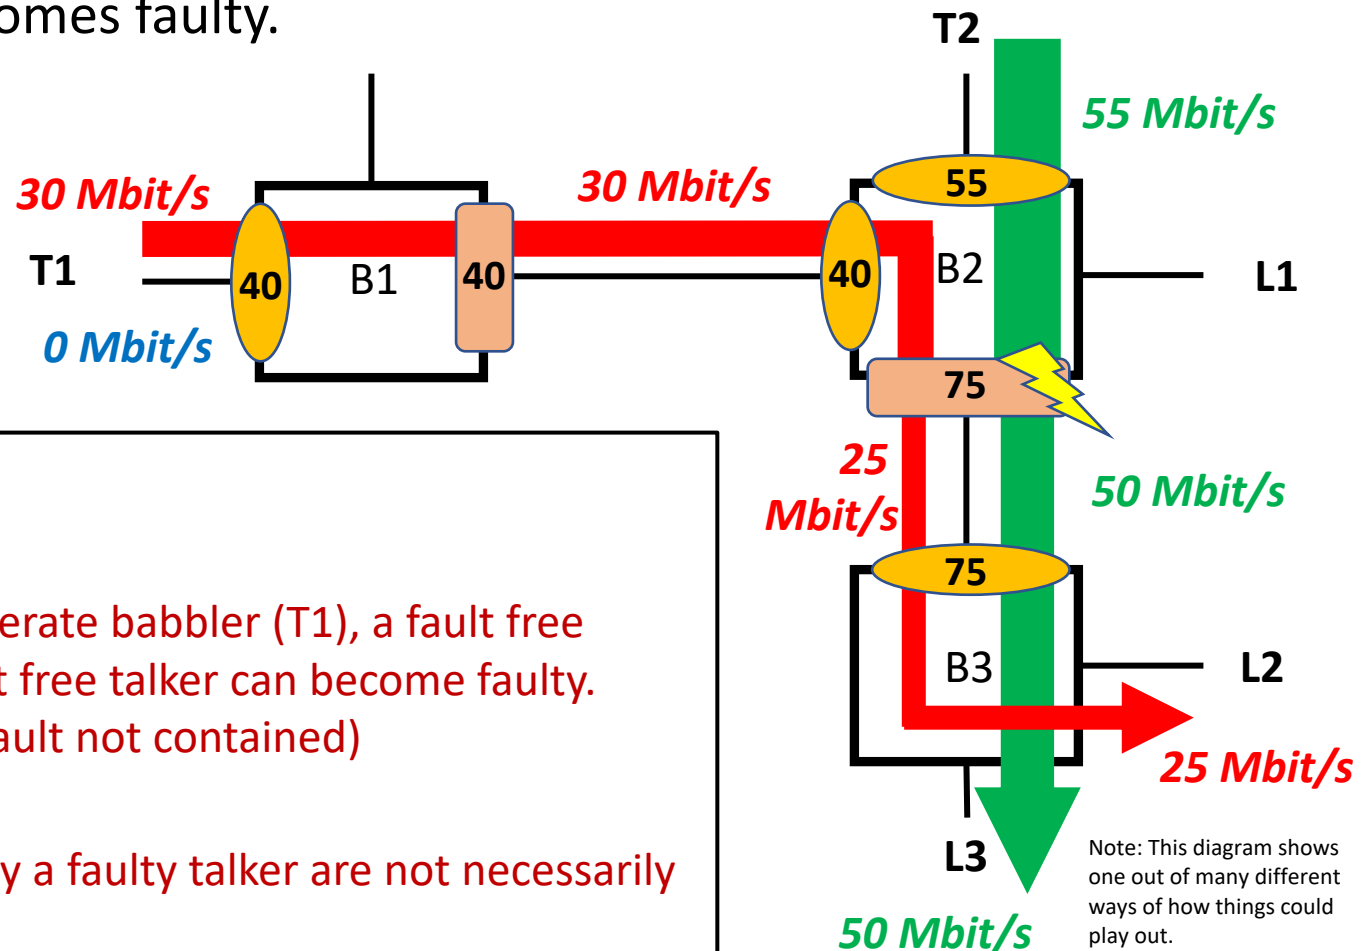 omes faulty.
T2
55 Mbit/s
30 Mbit/s
30 Mbit/s
55
T1
40
B1
40
40
B2
L1
0 Mbit/s
75
25
Mbit/s
50 Mbit/s
75
erate babbler (T1), a fault free
t free talker can become faulty.
ault not contained)
B3
L2
25 Mbit/s
y a faulty talker are not necessarily
L3
Note: This diagram shows
one out of many different
ways of how things could
play out.
50 Mbit/s